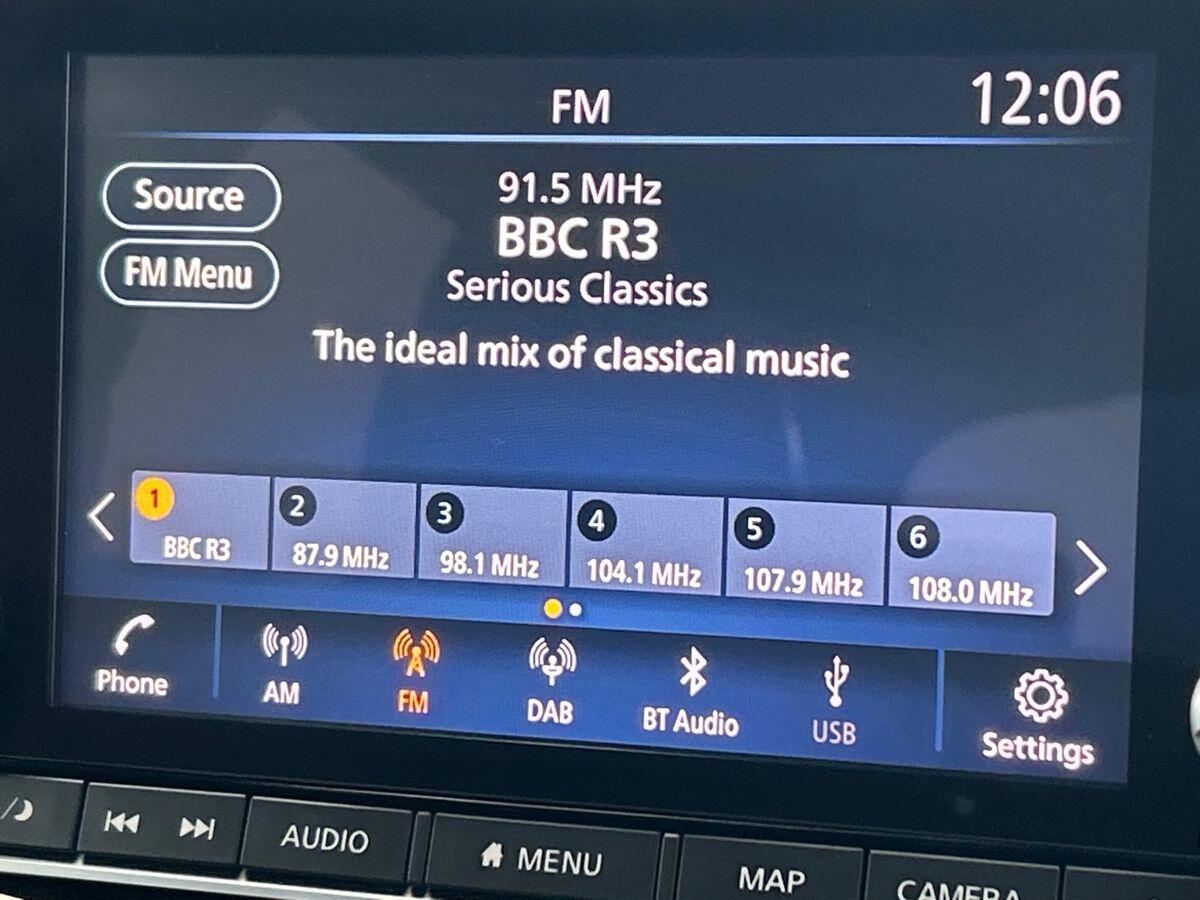 FM
12:06
Source
FM Menu
91.5 MHz
BBC R3
Serious Classics
The ideal mix of classical music
1
BBC R3
2
87.9 MHz
3
98.1 MHz
4
104.1 MHz
5
107.9 MHz
6
108.0 MHz
Phone
AM
FM
DAB
BT Audio
USB
Settings
AUDIO
MENU
MAP
CAMERA